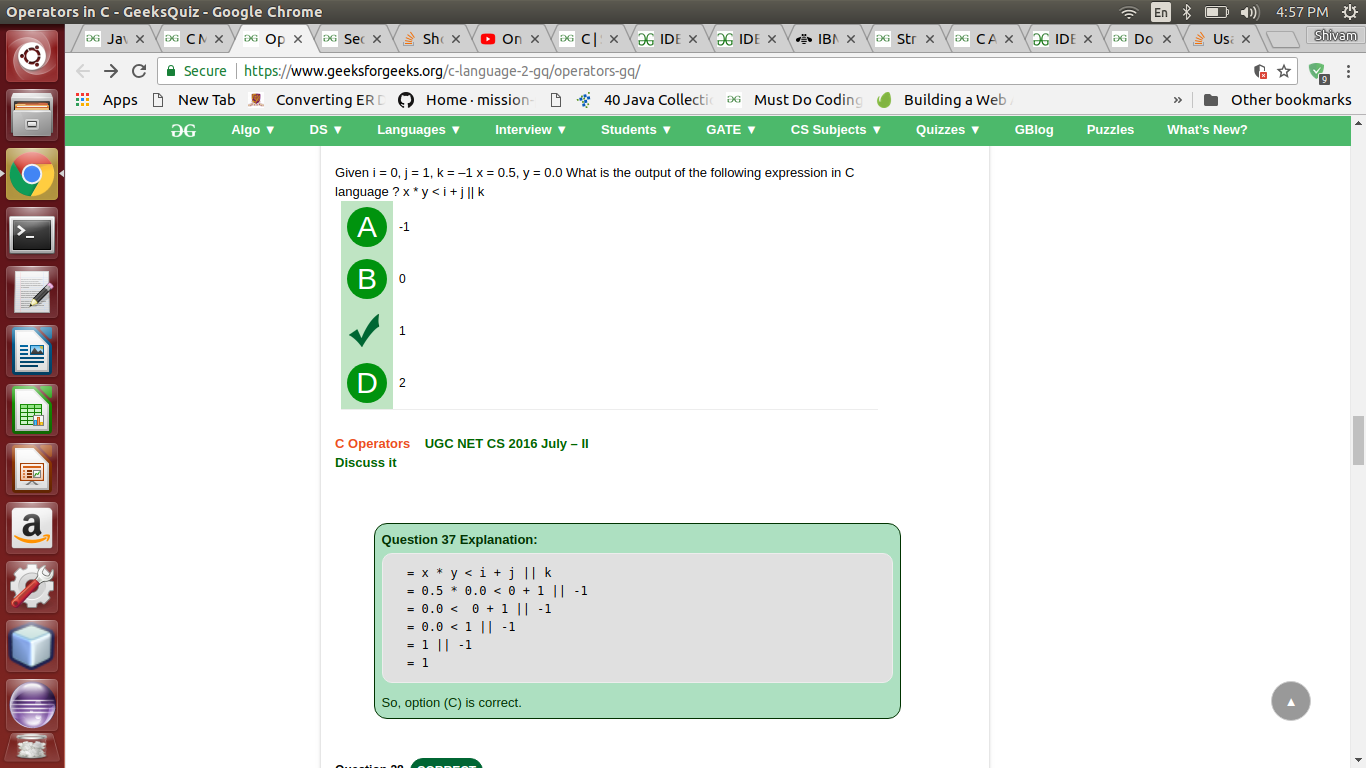 Operators in C - GeeksQuiz - Google Chrome
En
4:57 PM
Jav
C M
Op
Sec
Sho
On
C | S
IDE
IDE
IBN
Str
C A
IDE
Do
Usa
Shivam
Secure
https://www.geeksforgeeks.org/c-language-2-gq/operators-gq/
9
Apps
New Tab
Converting ER D
Home · mission-
40 Java Collectic
Must Do Coding
Building a Web A
»
Other bookmarks
Algo ▼
DS ▼
Languages ▼
Interview ▼
Students ▼
GATE ▼
CS Subjects ▼
Quizzes ▼
GBlog
Puzzles
What's New?
Given i = 0, j = 1, k = –1 x = 0.5, y = 0.0 What is the output of the following expression in C
language ? x * y < i + j || k
A -1
B 0
1
D 2
C Operators UGC NET CS 2016 July – II
Discuss it
Question 37 Explanation:
= x * y < i + j || k
= 0.5 * 0.0 < 0 + 1 || -1
= 0.0 <  0 + 1 || -1
= 0.0 < 1 || -1
= 1 || -1
= 1
So, option (C) is correct.
Question 38 CORRECT